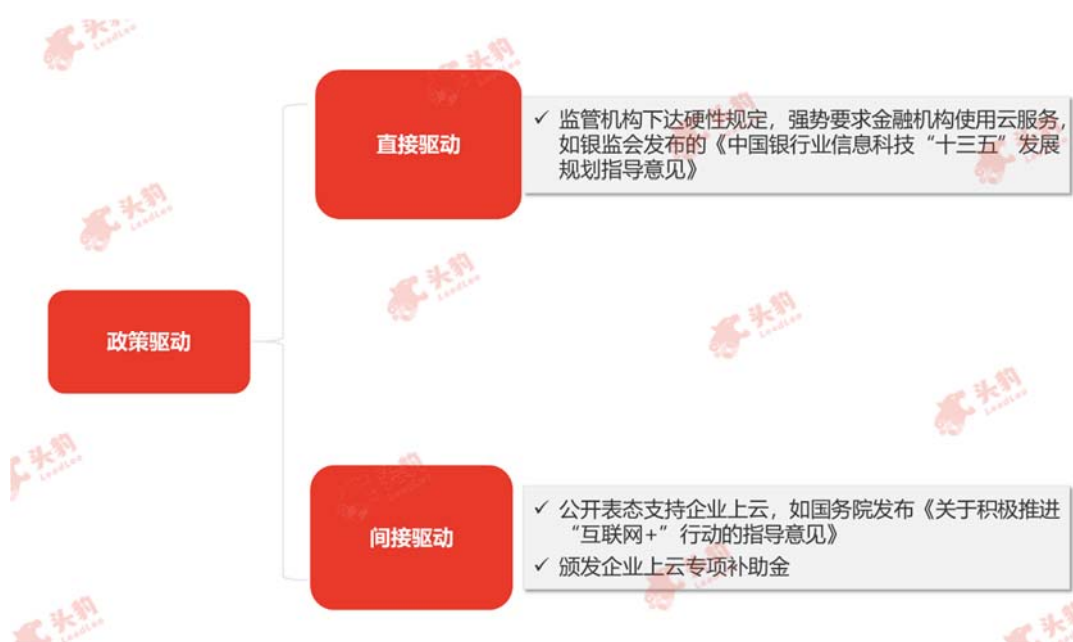 政策驱动
直接驱动
✓ 监管机构下达硬性规定，强势要求金融机构使用云服务，
如银监会发布的《中国银行业信息科技“十三五”发展
规划指导意见》
间接驱动
✓ 公开表态支持企业上云，如国务院发布《关于积极推进
“互联网+”行动的指导意见》
✓ 颁发企业上云专项补助金
头豹
LeadLeo